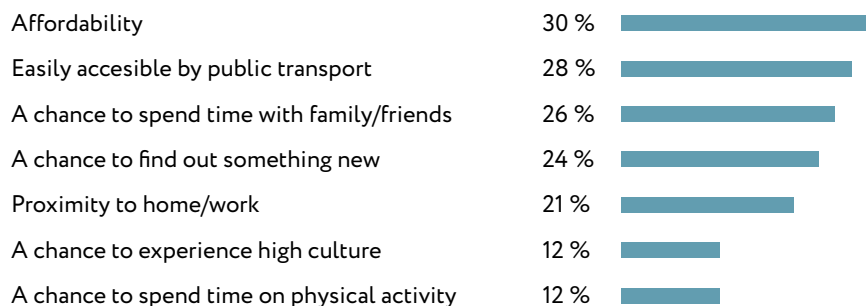 Affordability 30 %
Easily accesible by public transport 28 %
A chance to spend time with family/friends 26 %
A chance to find out something new 24 %
Proximity to home/work 21 %
A chance to experience high culture 12 %
A chance to spend time on physical activity 12 %